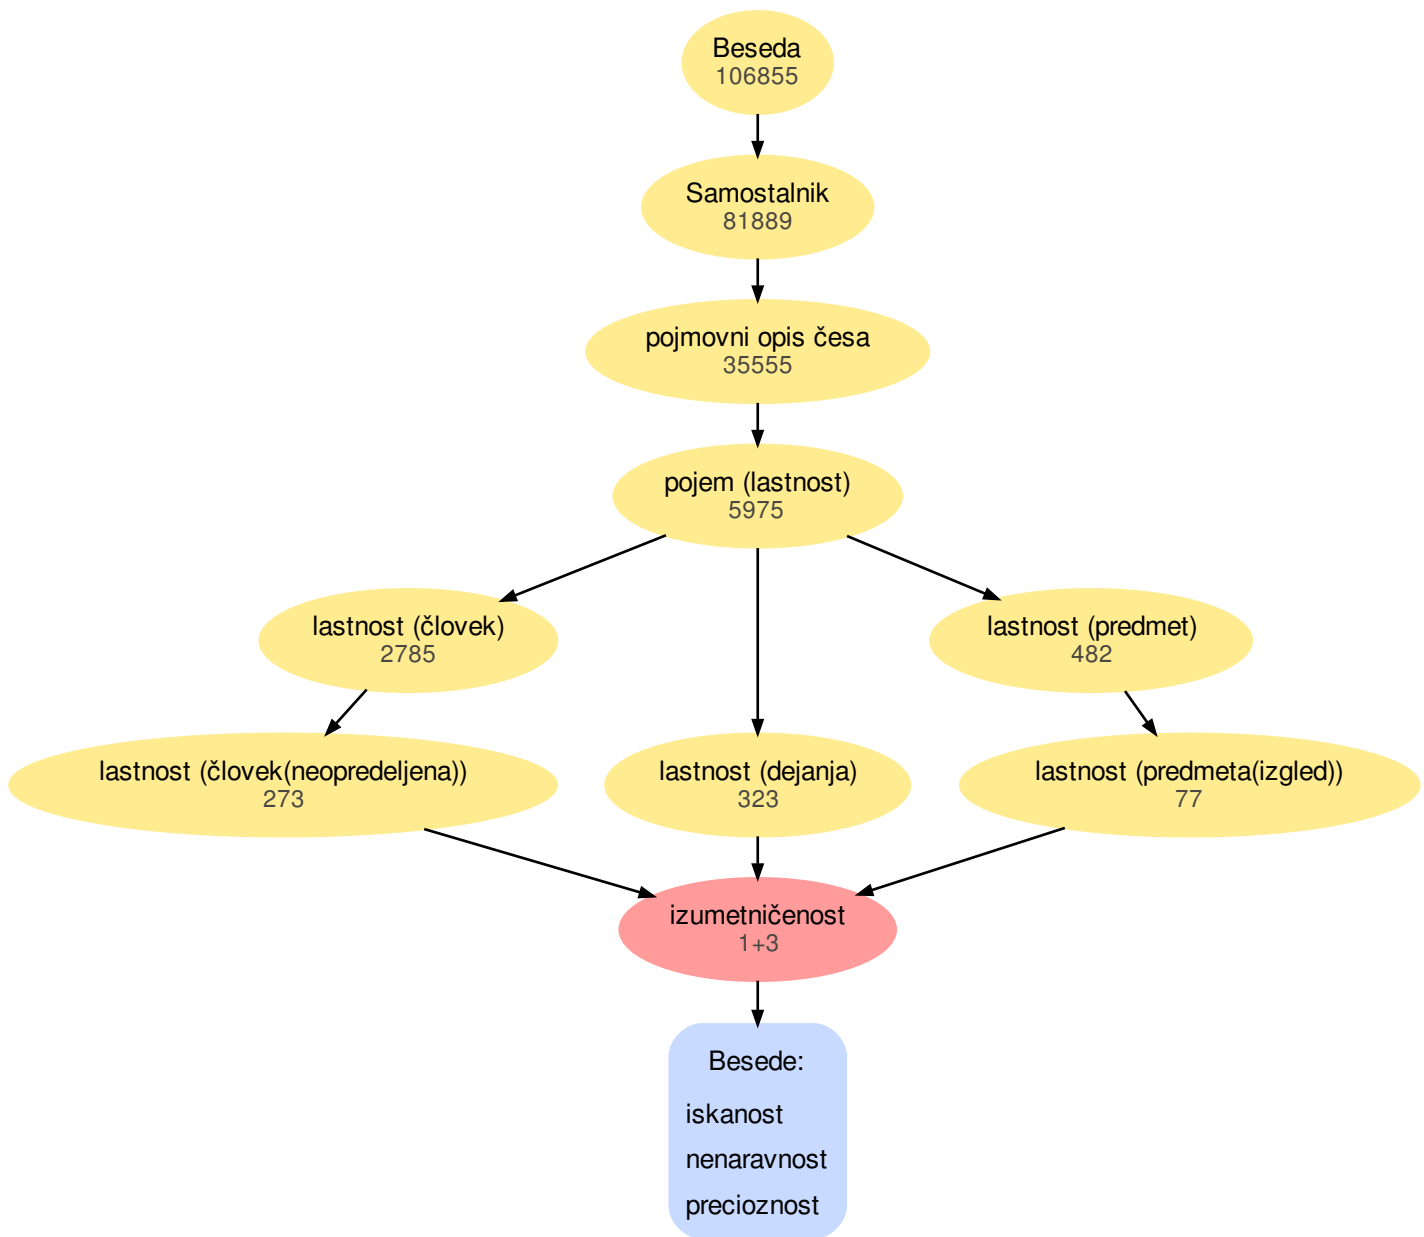 Beseda
106855
Samostalnik
81889
pojmovni opis česa
35555
pojem (lastnost)
5975
lastnost (človek)
2785
lastnost (predmet)
482
lastnost (človek(neopredeljena))
273
lastnost (dejanja)
323
lastnost (predmeta(izgled))
77
izumetničenost
1+3
Besede:
iskanost
nenaravnost
precioznost